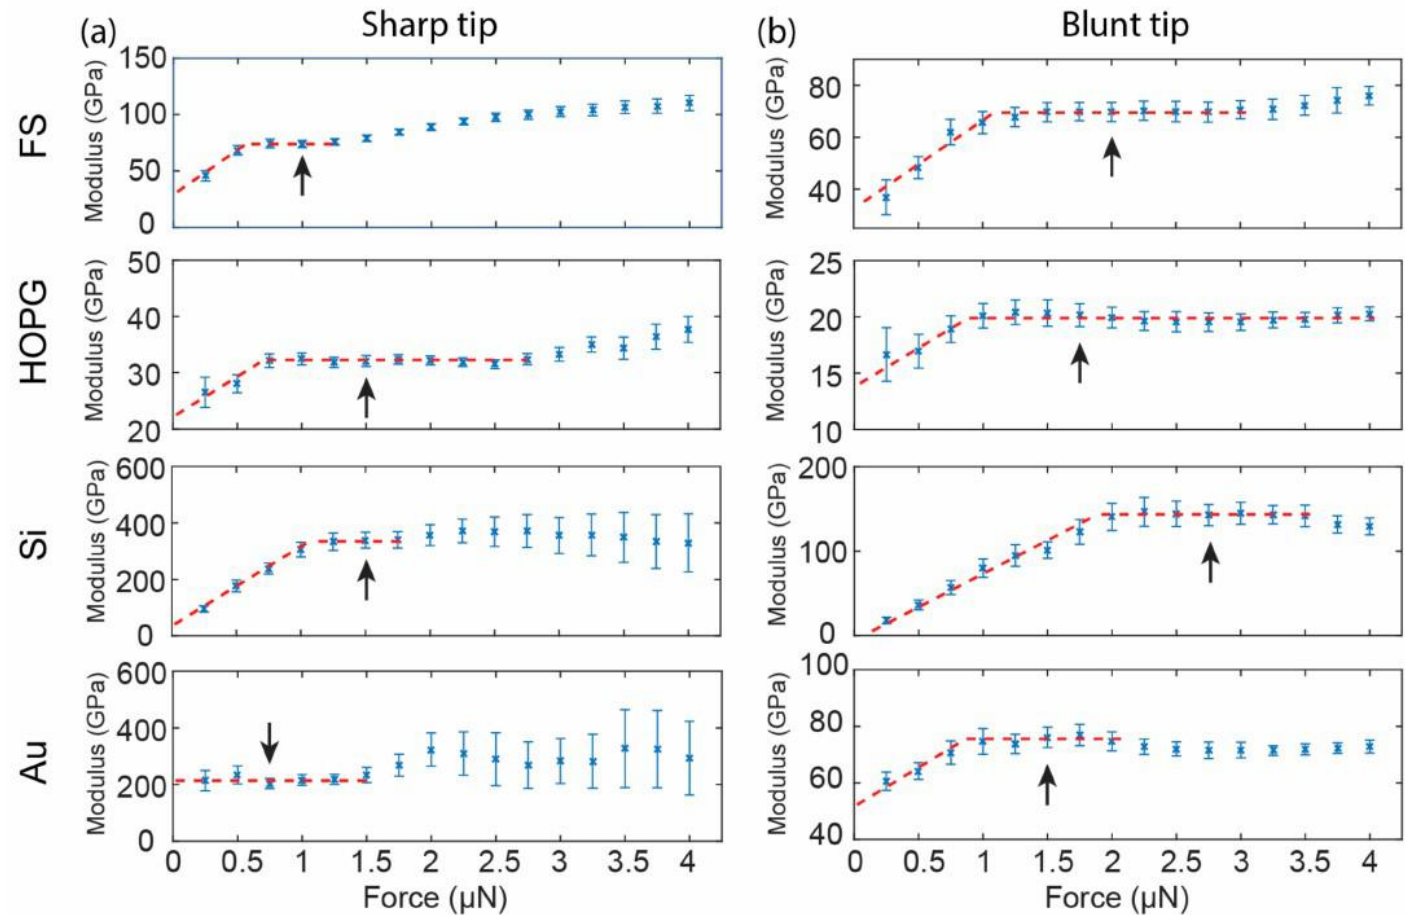 (a) Sharp tip
(b) Blunt tip
FS
Modulus (GPa)
150
100
50
0
Modulus (GPa)
80
60
40
HOPG
Modulus (GPa)
50
40
30
20
Modulus (GPa)
25
20
15
10
Si
Modulus (GPa)
600
400
200
0
Modulus (GPa)
200
100
0
Au
Modulus (GPa)
600
400
200
0
Modulus (GPa)
100
80
60
40
0 0.5 1 1.5 2 2.5 3 3.5 4
0 0.5 1 1.5 2 2.5 3 3.5 4
Force (μN)
Force (μN)